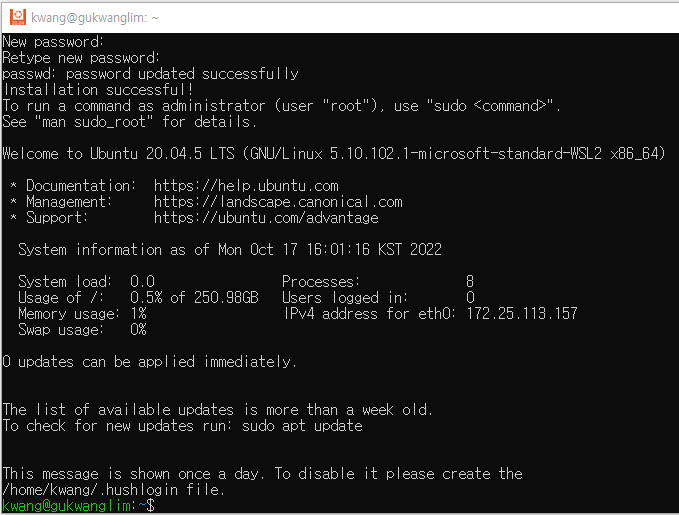 kwang@gukwanglim: ~
New password:
Retype new password:
passwd: password updated successfully
Installation successful!
To run a command as administrator (user "root"), use "sudo <command>".
See "man sudo_root" for details.

Welcome to Ubuntu 20.04.5 LTS (GNU/Linux 5.10.102.1-microsoft-standard-WSL2 x86_64)

 * Documentation:  https://help.ubuntu.com
 * Management:     https://landscape.canonical.com
 * Support:        https://ubuntu.com/advantage

  System information as of Mon Oct 17 16:01:16 KST 2022

  System load:  0.0                Processes:             8
  Usage of /:   0.5% of 250.98GB   Users logged in:       0
  Memory usage: 1%                 IPv4 address for eth0: 172.25.113.157
  Swap usage:   0%

0 updates can be applied immediately.

The list of available updates is more than a week old.
To check for new updates run: sudo apt update

This message is shown once a day. To disable it please create the
/home/kwang/.hushlogin file.
kwang@gukwanglim:~$